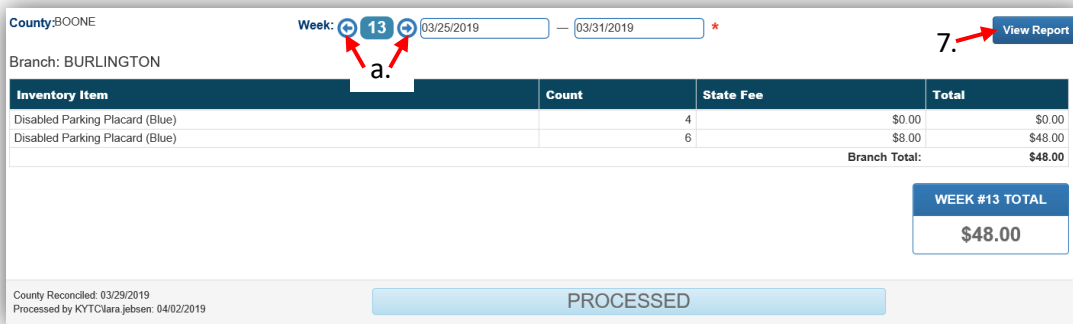 County:BOONE Week: 13 03/25/2019 — 03/31/2019 * 7. View Report
Branch: BURLINGTON a.
Inventory Item Count State Fee Total
Disabled Parking Placard (Blue) 4 $0.00 $0.00
Disabled Parking Placard (Blue) 6 $8.00 $48.00
Branch Total: $48.00
WEEK #13 TOTAL
$48.00
County Reconciled: 03/29/2019
Processed by KYTC\lara.jebsen: 04/02/2019
PROCESSED